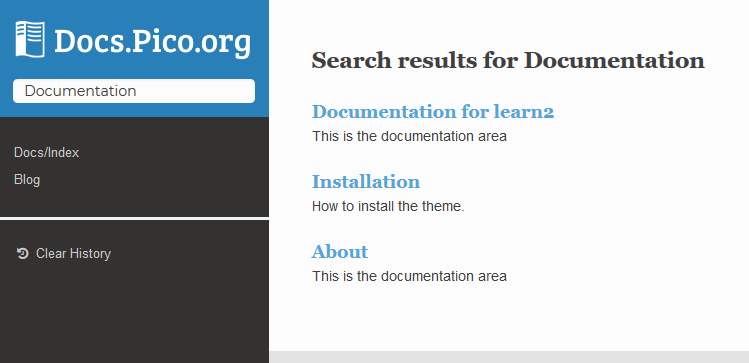 Docs.Pico.org
Documentation
Docs/Index
Blog
Clear History
Search results for Documentation
Documentation for learn2
This is the documentation area
Installation
How to install the theme.
About
This is the documentation area